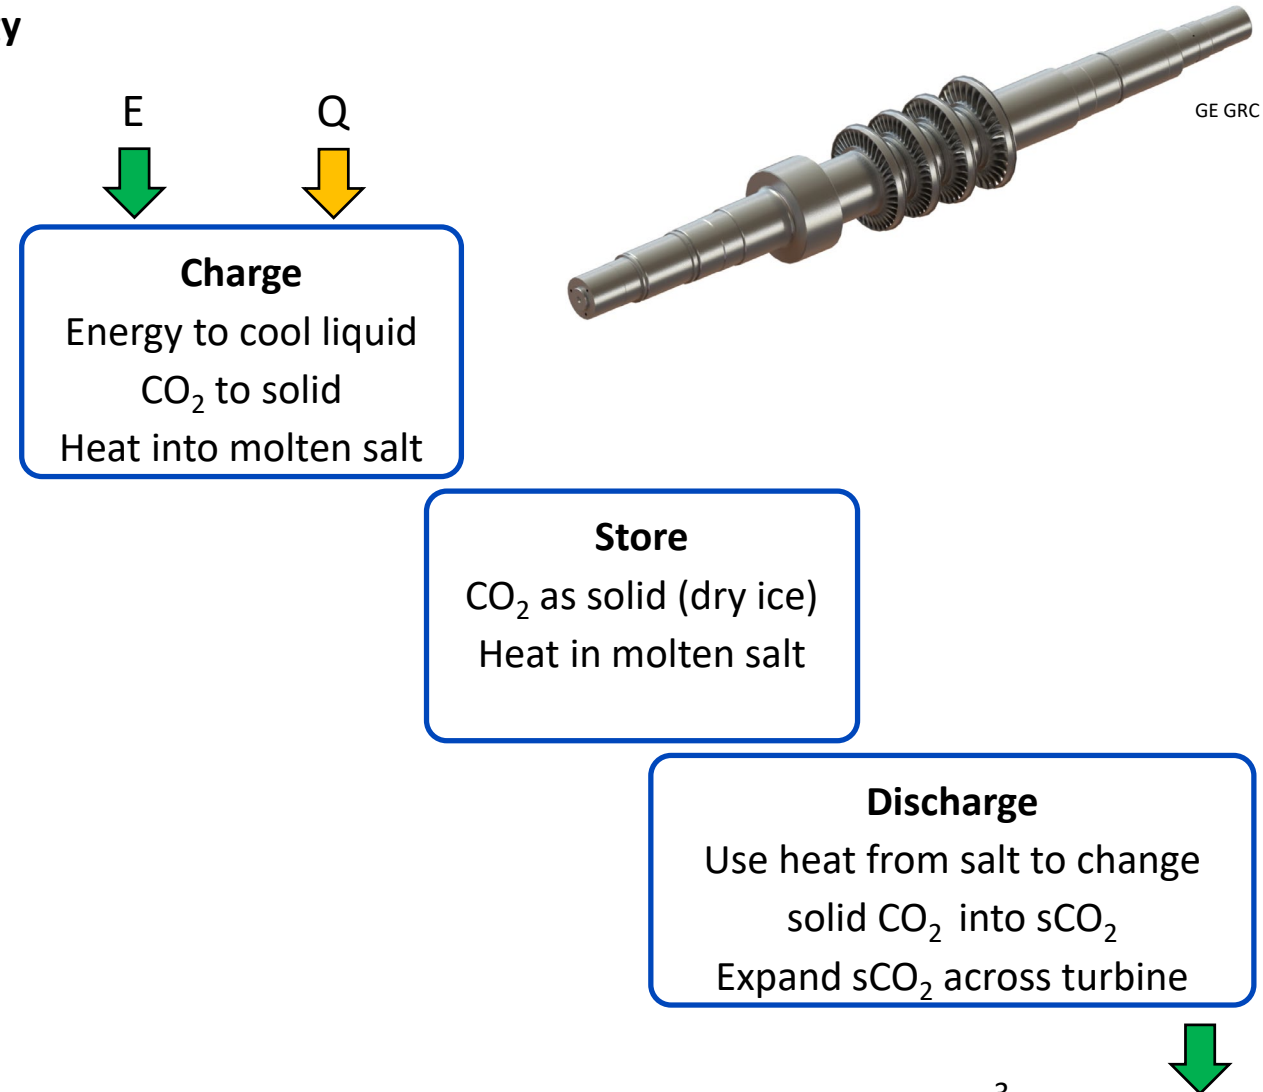 y
E
Q
GE GRC
Charge
Energy to cool liquid
CO₂ to solid
Heat into molten salt
Store
CO₂ as solid (dry ice)
Heat in molten salt
Discharge
Use heat from salt to change
solid CO₂ into sCO₂
Expand sCO₂ across turbine